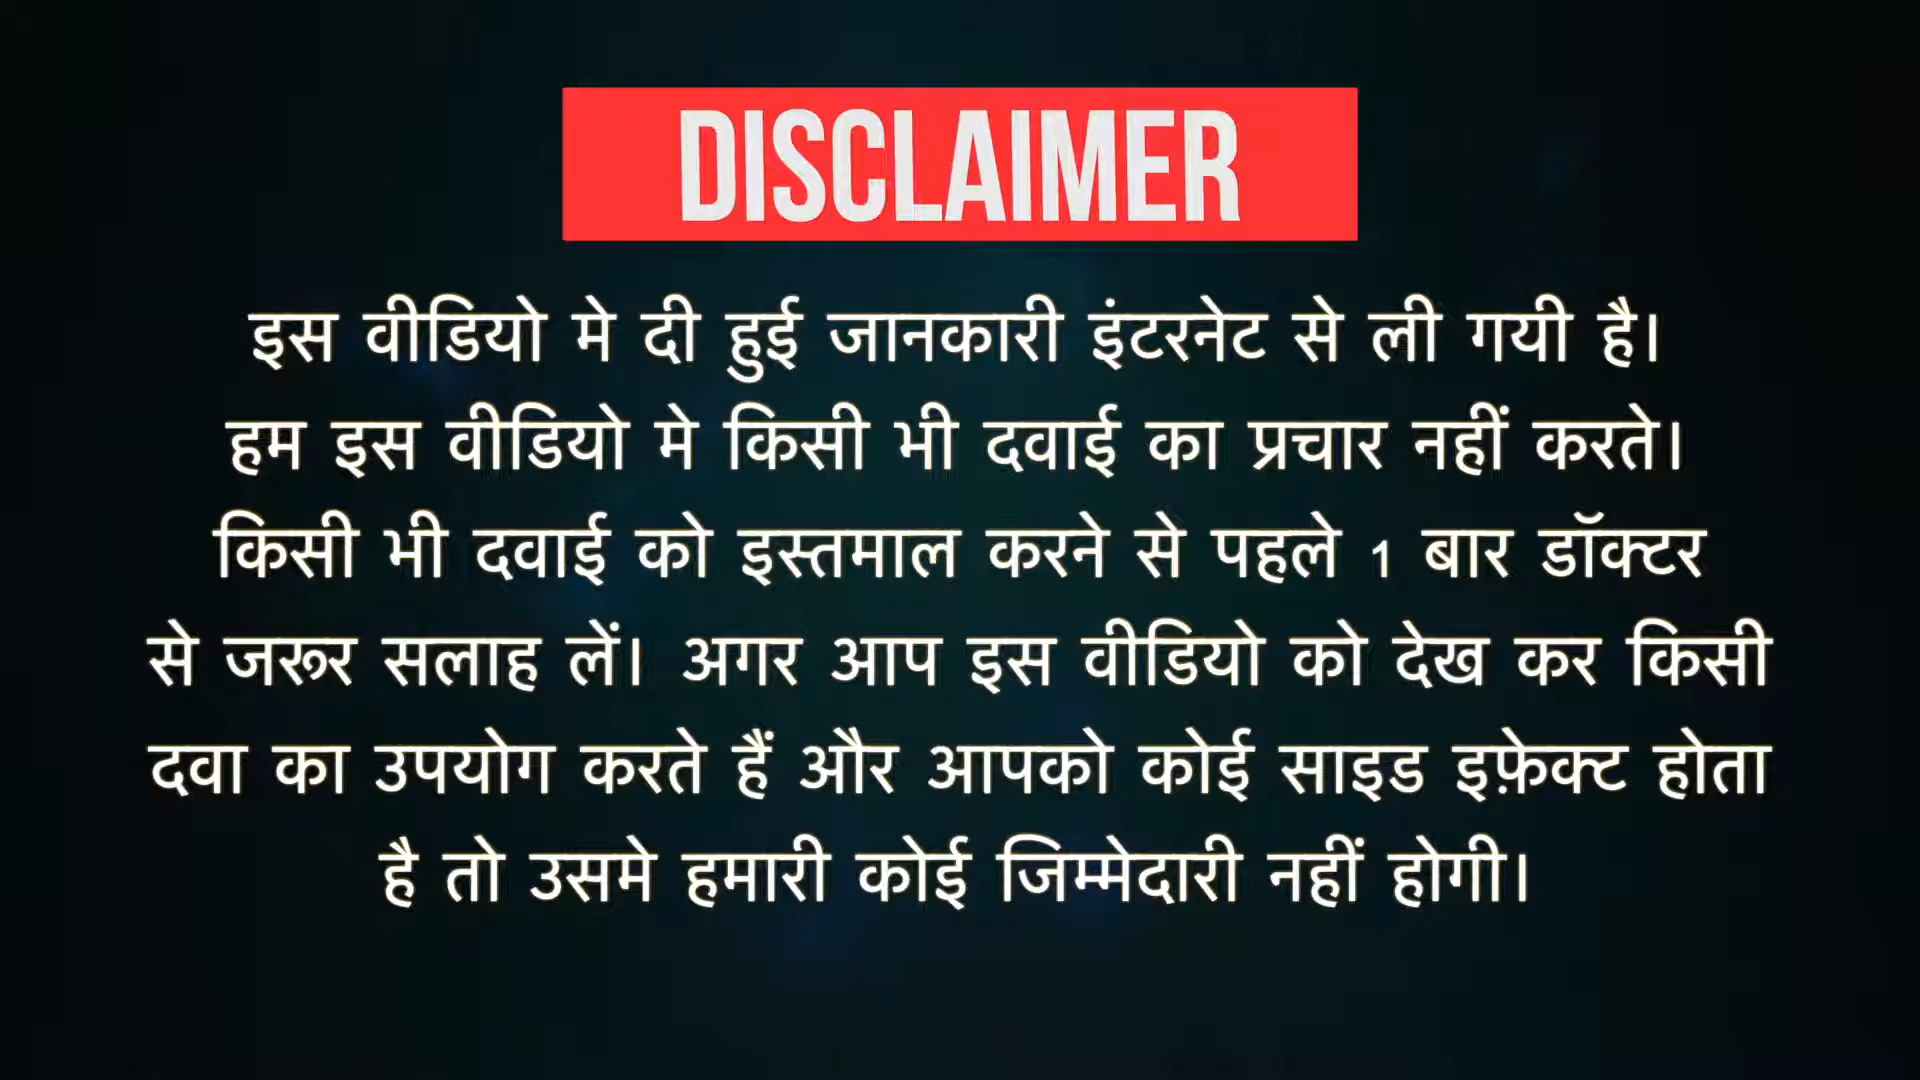 DISCLAIMER
इस वीडियो मे दी हुई जानकारी इंटरनेट से ली गयी है।
हम इस वीडियो मे किसी भी दवाई का प्रचार नहीं करते।
किसी भी दवाई को इस्तमाल करने से पहले 1 बार डॉक्टर
से जरूर सलाह लें। अगर आप इस वीडियो को देख कर किसी
दवा का उपयोग करते हैं और आपको कोई साइड इफ़ेक्ट होता
है तो उसमे हमारी कोई जिम्मेदारी नहीं होगी।